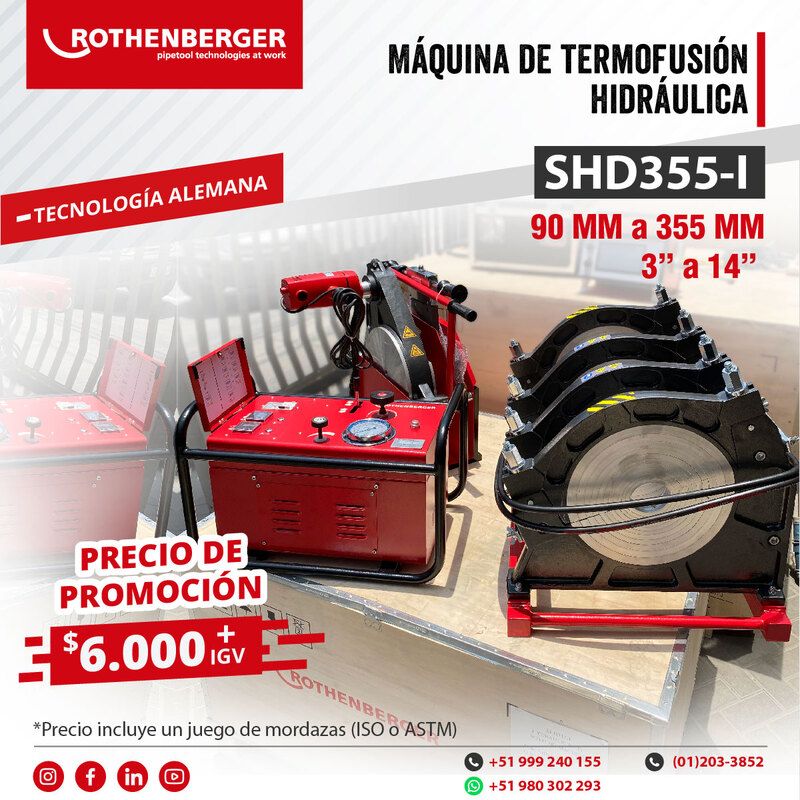 ROTHENBERGER
pipetool technologies at work
MÁQUINA DE TERMOFUSIÓN
HIDRÁULICA
SHD355-I
TECNOLOGÍA ALEMANA
90 MM a 355 MM
3” a 14”
ROTHENBERGER
PRECIO DE
PROMOCIÓN
$6.000 + IGV
ROTHENBERGER
*Precio incluye un juego de mordazas (ISO o ASTM)
+51 999 240 155
(01)203-3852
+51 980 302 293